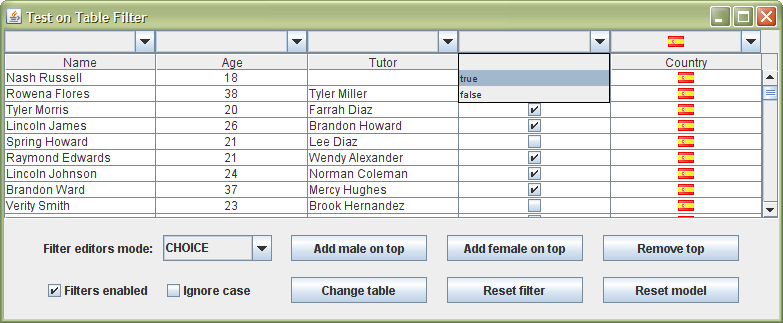 Test on Table Filter
Name Age Tutor Country
Nash Russell 18
true
Rowena Flores 38 Tyler Miller
false
Tyler Morris 20 Farrah Diaz
Lincoln James 26 Brandon Howard
Spring Howard 21 Lee Diaz
Raymond Edwards 21 Wendy Alexander
Lincoln Johnson 24 Norman Coleman
Brandon Ward 37 Mercy Hughes
Verity Smith 23 Brook Hernandez
Filter editors mode: CHOICE Add male on top Add female on top Remove top
Filters enabled Ignore case Change table Reset filter Reset model